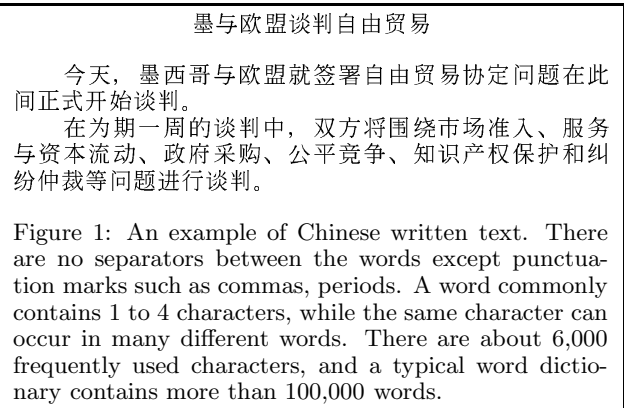 墨与欧盟谈判自由贸易
今天，墨西哥与欧盟就签署自由贸易协定问题在此
间正式开始谈判。
在为期一周的谈判中，双方将围绕市场准入、服务
与资本流动、政府采购、公平竞争、知识产权保护和纠
纷仲裁等问题进行谈判。
Figure 1: An example of Chinese written text. There
are no separators between the words except punctua-
tion marks such as commas, periods. A word commonly
contains 1 to 4 characters, while the same character can
occur in many different words. There are about 6,000
frequently used characters, and a typical word dictio-
nary contains more than 100,000 words.